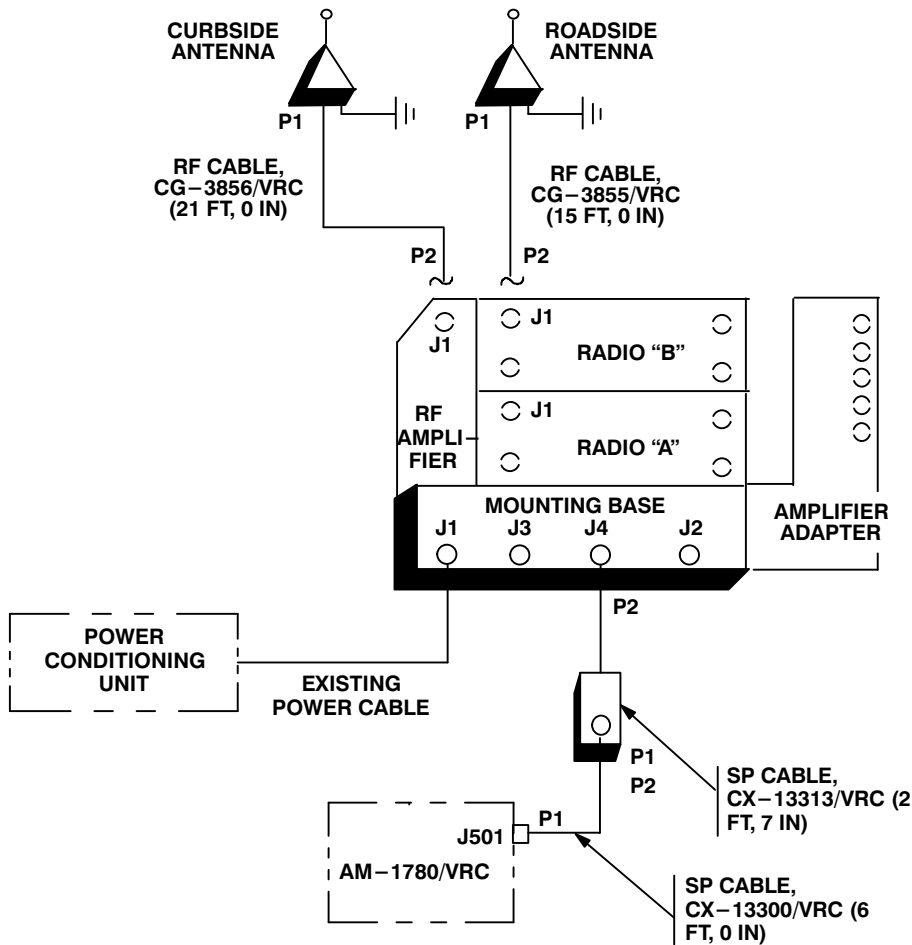 CURBSIDE
ANTENNA
ROADSIDE
ANTENNA
P1
P1
RF CABLE,
CG–3856/VRC
(21 FT, 0 IN)
RF CABLE,
CG–3855/VRC
(15 FT, 0 IN)
P2
P2
J1
J1
RADIO “B”
J1
RADIO “A”
RF
AMPLI–
FIER
MOUNTING BASE
J1
J3
J4
J2
AMPLIFIER
ADAPTER
P2
POWER
CONDITIONING
UNIT
EXISTING
POWER CABLE
P1
P2
SP CABLE,
CX–13313/VRC (2
FT, 7 IN)
P1
J501
AM–1780/VRC
SP CABLE,
CX–13300/VRC (6
FT, 0 IN)